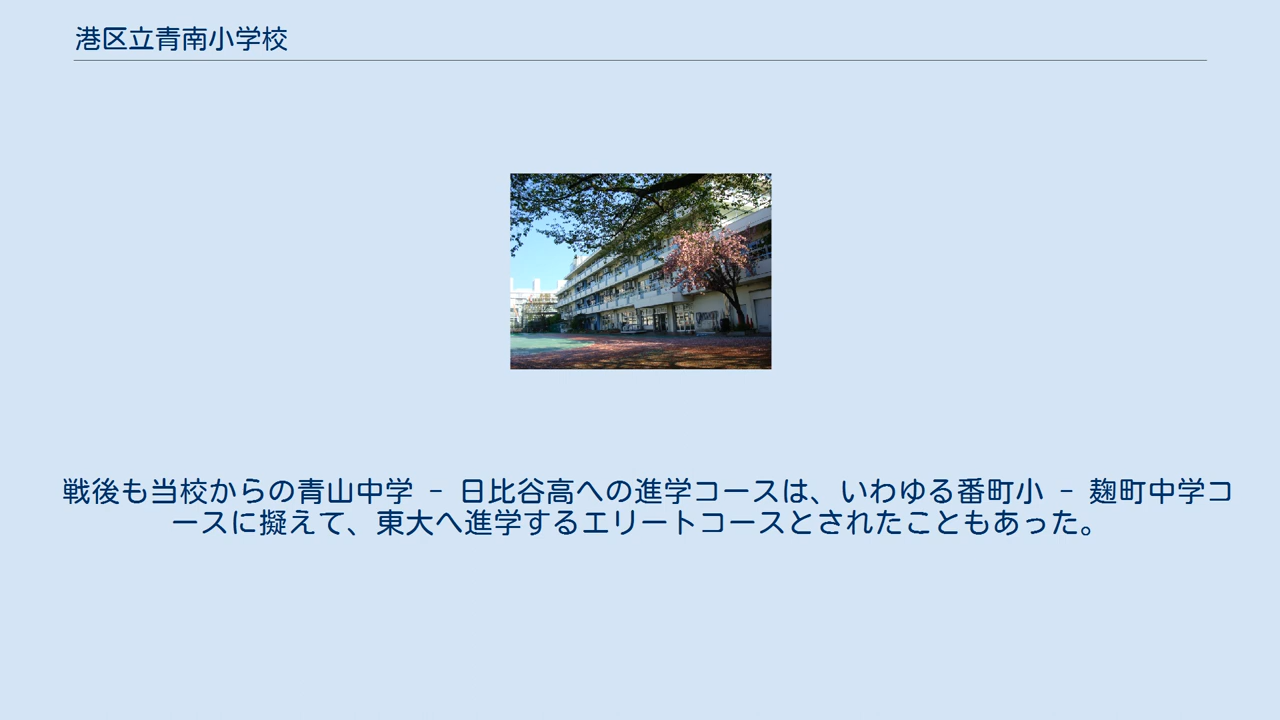 港区立青南小学校
戦後も当校からの青山中学 － 日比谷高への進学コースは、いわゆる番町小 － 麹町中学コ
ースに擬えて、東大へ進学するエリートコースとされたこともあった。